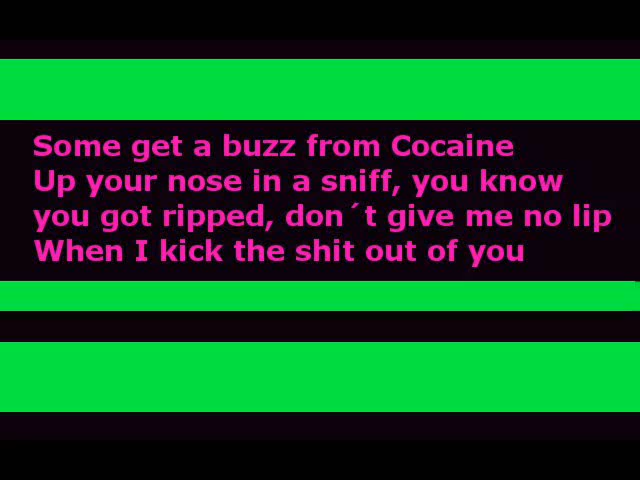 Some get a buzz from Cocaine
Up your nose in a sniff, you know
you got ripped, don´t give me no lip
When I kick the shit out of you